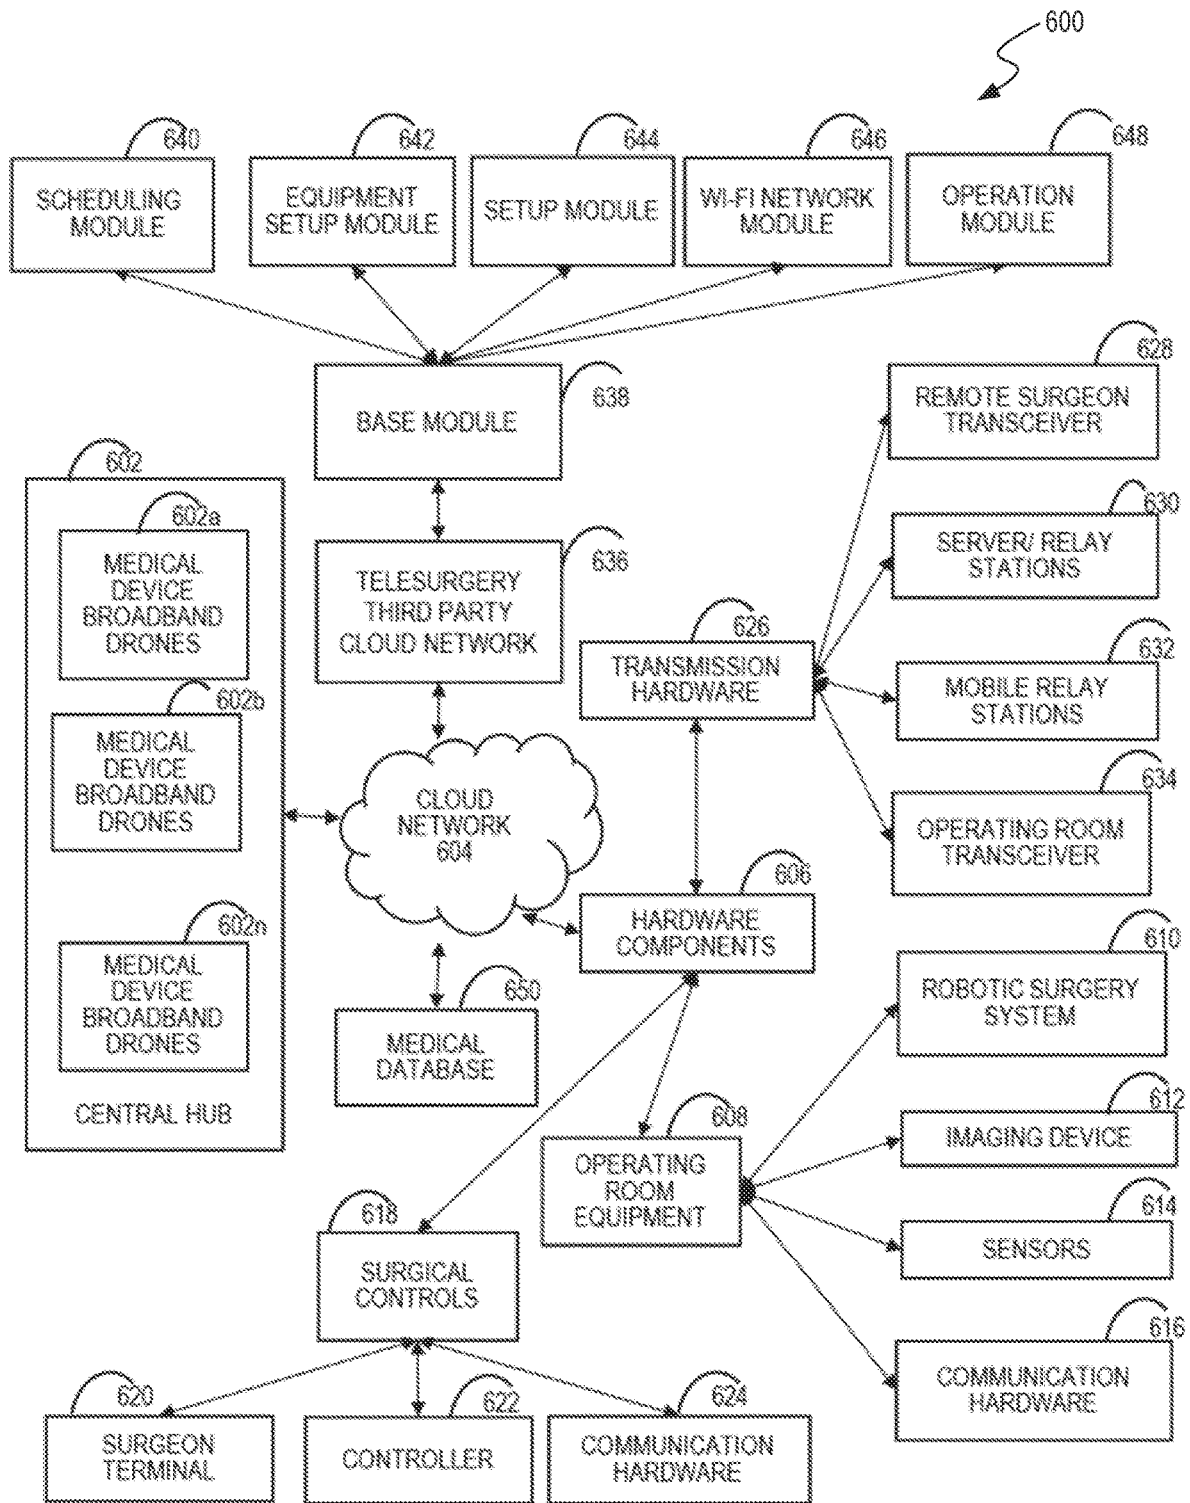 600
640
642
644
646
648
SCHEDULING
MODULE
EQUIPMENT
SETUP MODULE
SETUP MODULE
WI-FI NETWORK
MODULE
OPERATION
MODULE
638
BASE MODULE
628
REMOTE SURGEON
TRANSCEIVER
602
602a
MEDICAL
DEVICE
BROADBAND
DRONES
602b
MEDICAL
DEVICE
BROADBAND
DRONES
602n
MEDICAL
DEVICE
BROADBAND
DRONES
CENTRAL HUB
636
TELESURGERY
THIRD PARTY
CLOUD NETWORK
630
SERVER/ RELAY
STATIONS
626
TRANSMISSION
HARDWARE
632
MOBILE RELAY
STATIONS
634
OPERATING ROOM
TRANSCEIVER
CLOUD
NETWORK
604
606
HARDWARE
COMPONENTS
650
MEDICAL
DATABASE
610
ROBOTIC SURGERY
SYSTEM
608
OPERATING
ROOM
EQUIPMENT
612
IMAGING DEVICE
614
SENSORS
616
COMMUNICATION
HARDWARE
618
SURGICAL
CONTROLS
620
SURGEON
TERMINAL
622
CONTROLLER
624
COMMUNICATION
HARDWARE